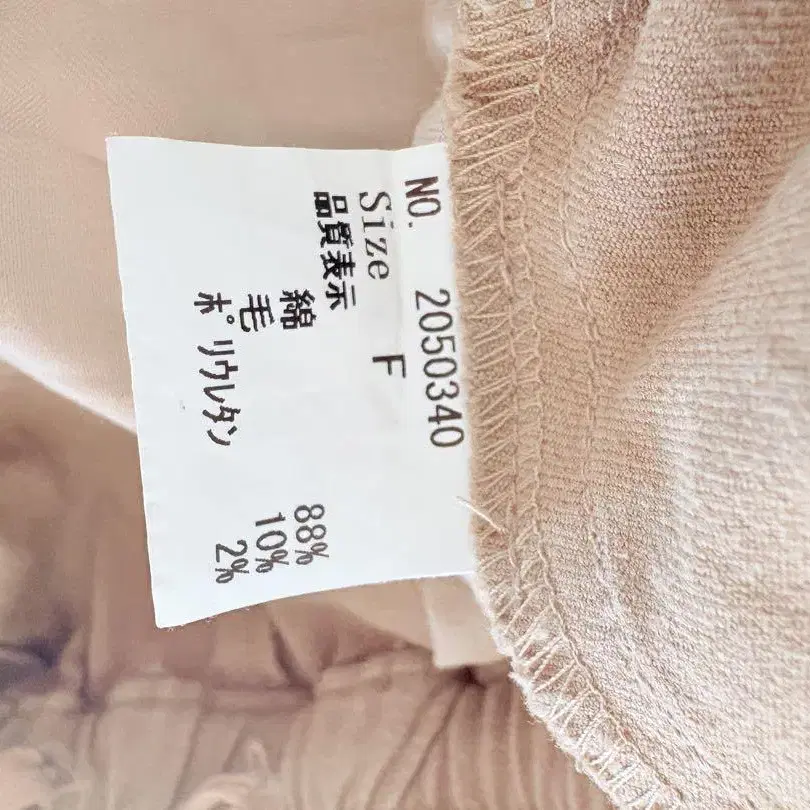 NO. 2050340
Size F
品質表示
綿 88%
毛 10%
ポリウレタン 2%